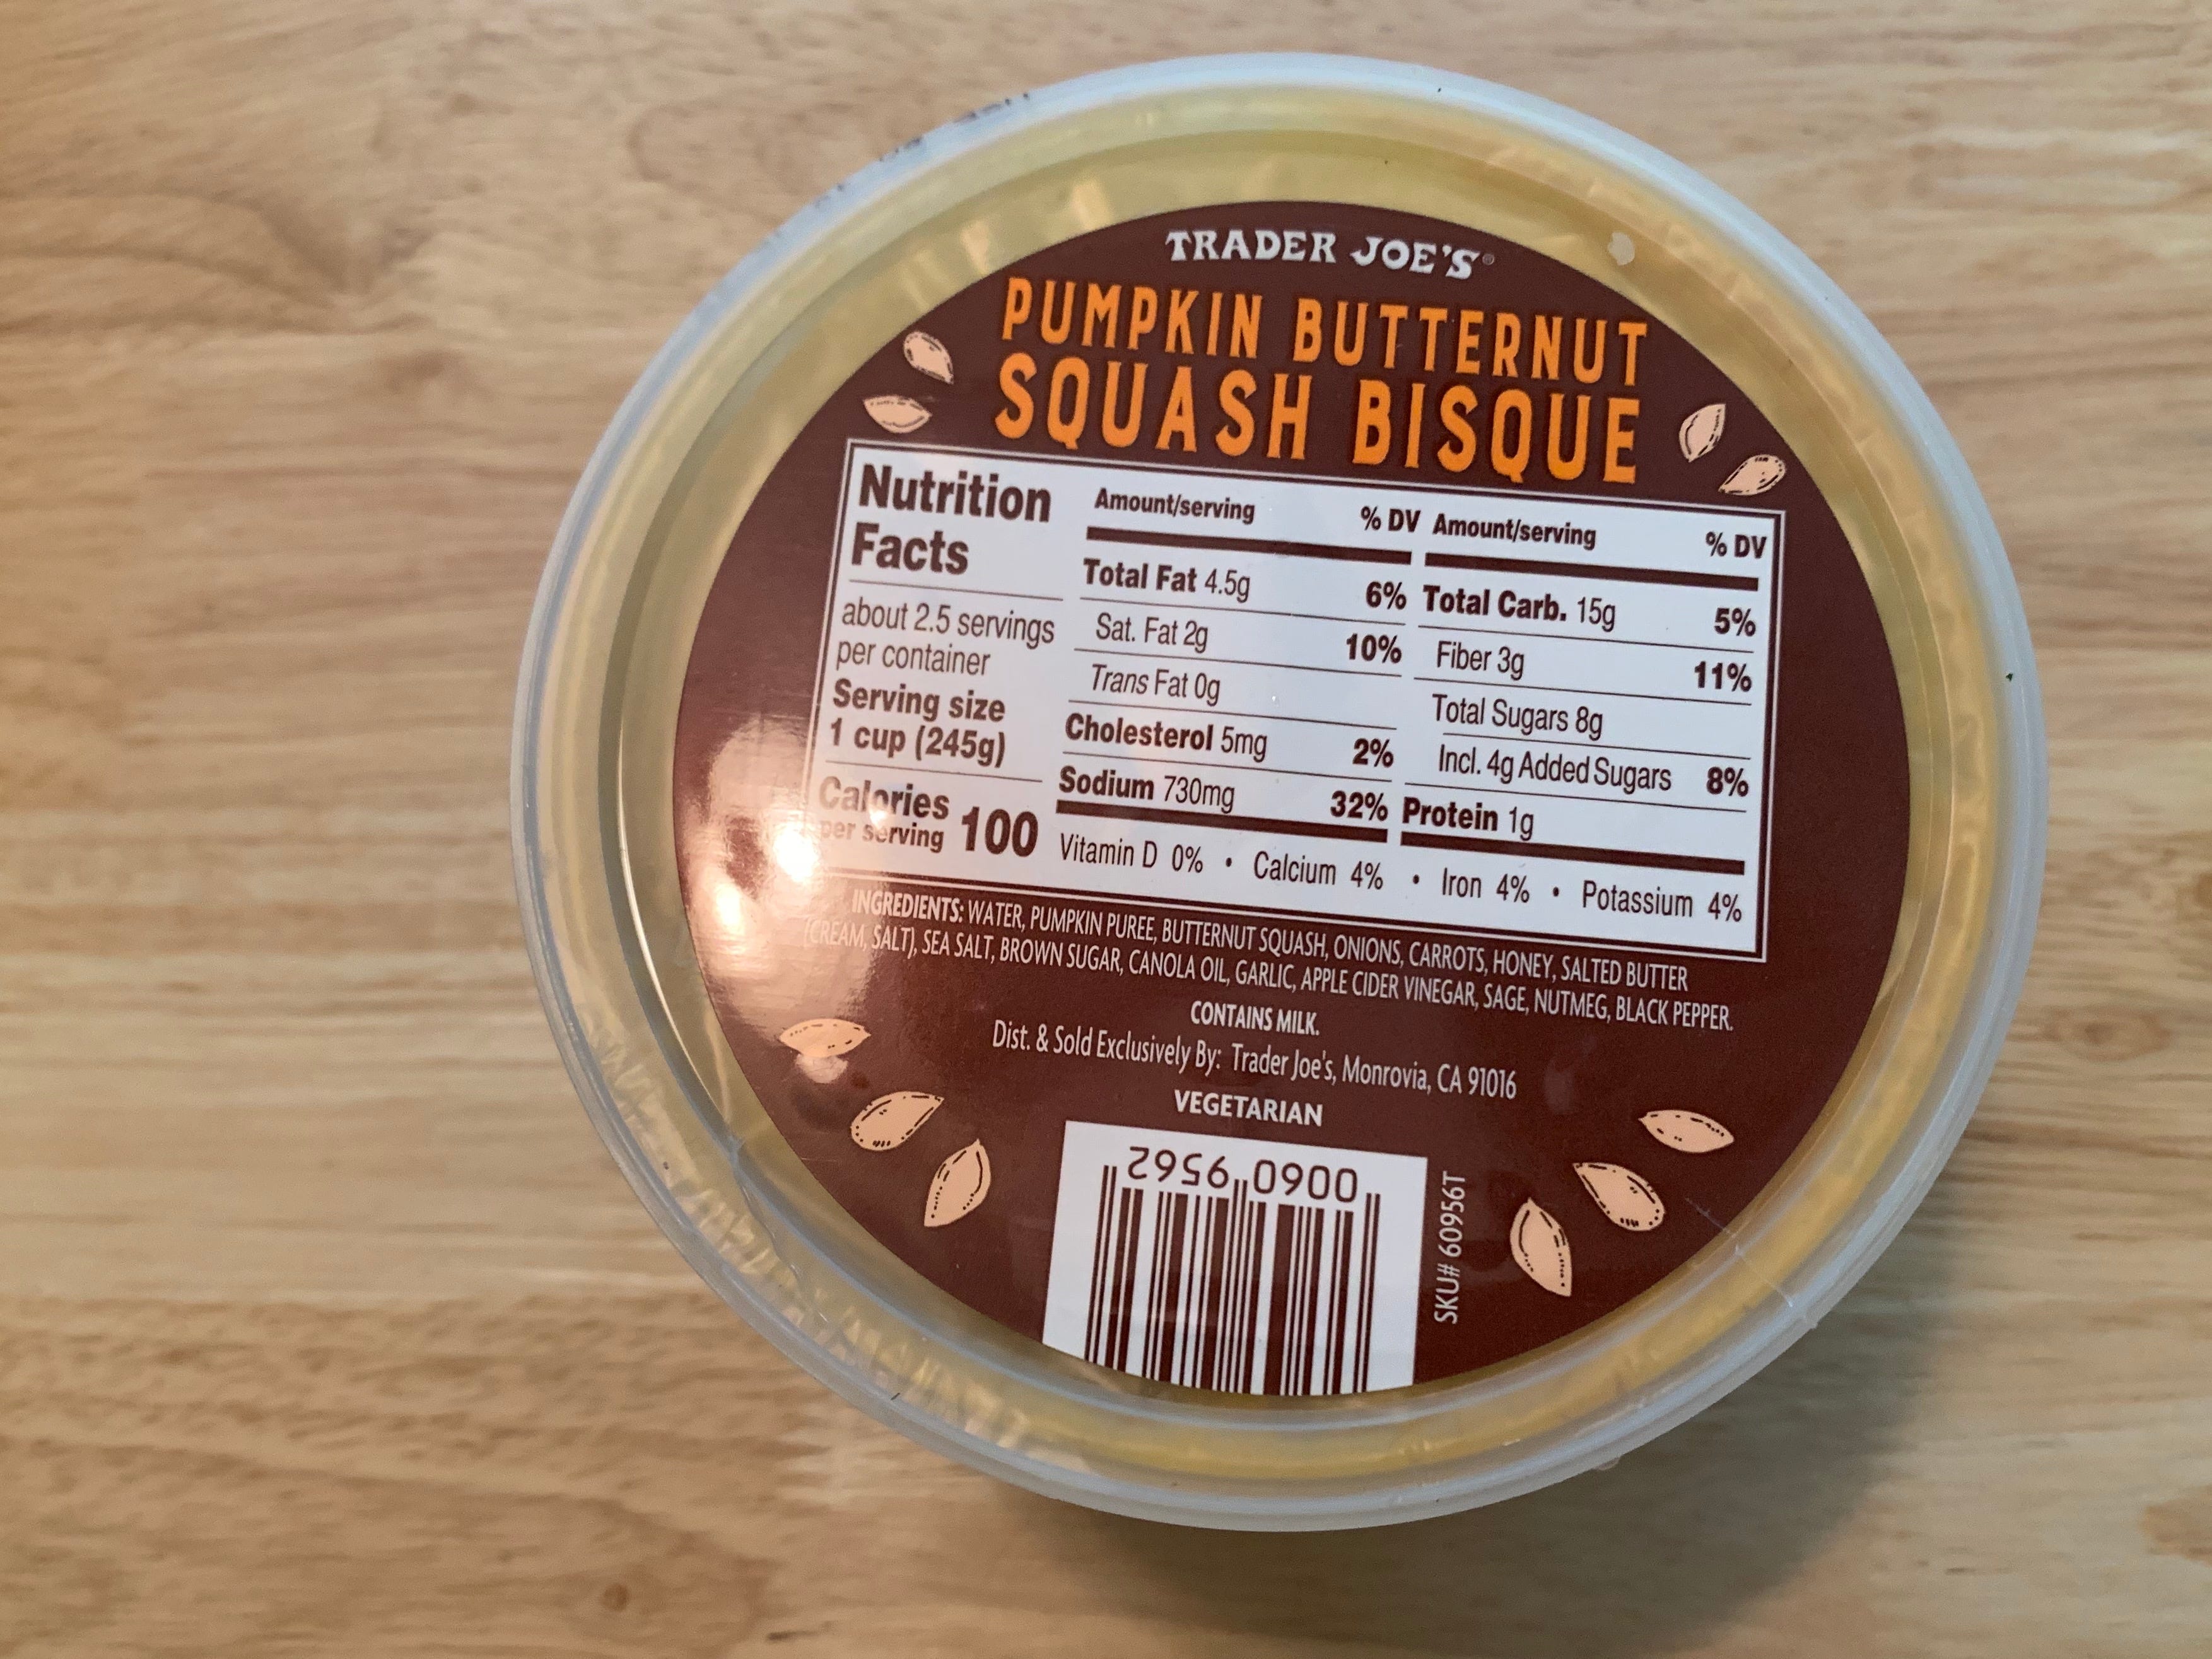 TRADER JOE'S®
PUMPKIN BUTTERNUT
SQUASH BISQUE
Nutrition
Facts
about 2.5 servings
per container
Serving size
1 cup (245g)
Calories
per serving 100
Amount/serving % DV
Total Fat 4.5g 6%
Sat. Fat 2g 10%
Trans Fat 0g
Cholesterol 5mg 2%
Sodium 730mg 32%
Amount/serving % DV
Total Carb. 15g 5%
Fiber 3g 11%
Total Sugars 8g
Incl. 4g Added Sugars 8%
Protein 1g
Vitamin D 0% • Calcium 4% • Iron 4% • Potassium 4%
INGREDIENTS: WATER, PUMPKIN PUREE, BUTTERNUT SQUASH, ONIONS, CARROTS, HONEY, SALTED BUTTER
(CREAM, SALT), SEA SALT, BROWN SUGAR, CANOLA OIL, GARLIC, APPLE CIDER VINEGAR, SAGE, NUTMEG, BLACK PEPPER.
CONTAINS MILK.
Dist. & Sold Exclusively By: Trader Joe's, Monrovia, CA 91016
VEGETARIAN
0060 9562
SKU# 60956T